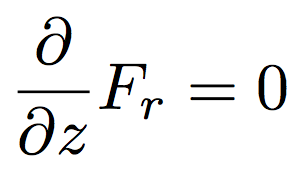 ∂/∂z F_r = 0